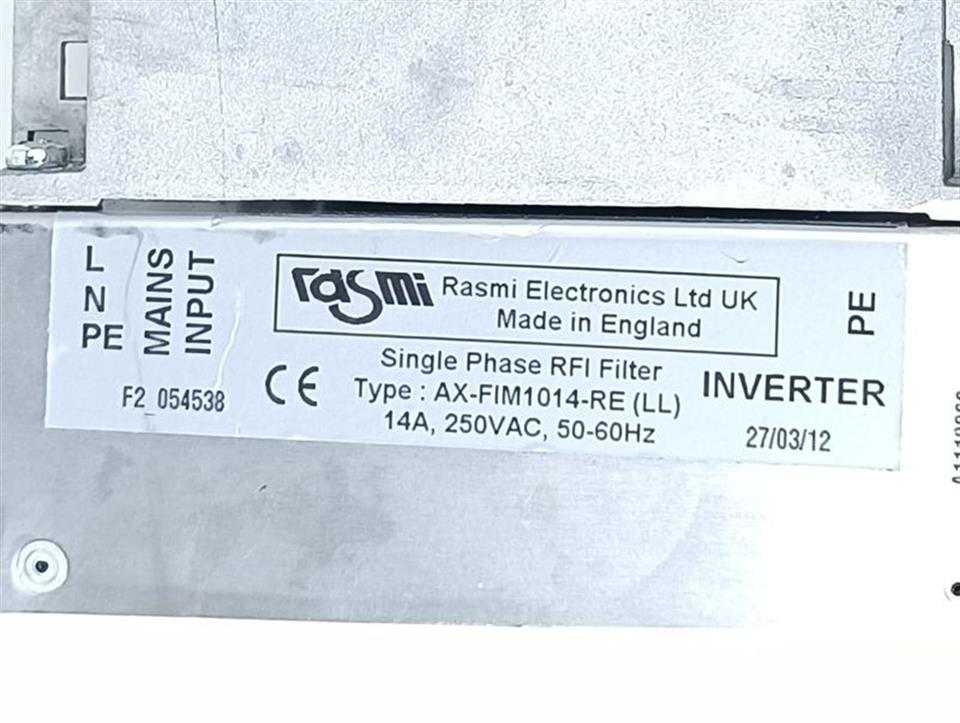 L
N
PE
MAINS
INPUT
F2_054538
rasmi
Rasmi Electronics Ltd UK
Made in England
CE
Single Phase RFI Filter
Type : AX-FIM1014-RE (LL)
14A, 250VAC, 50-60Hz
PE
INVERTER
27/03/12